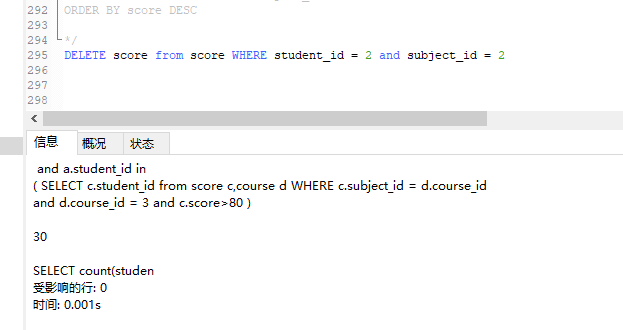 292 ORDER BY score DESC
293
294 */
295 DELETE score from score WHERE student_id = 2 and subject_id = 2
296
297
298
信息 概况 状态
and a.student_id in
( SELECT c.student_id from score c,course d WHERE c.subject_id = d.course_id
and d.course_id = 3 and c.score>80 )
30
SELECT count(studen
受影响的行: 0
时间: 0.001s